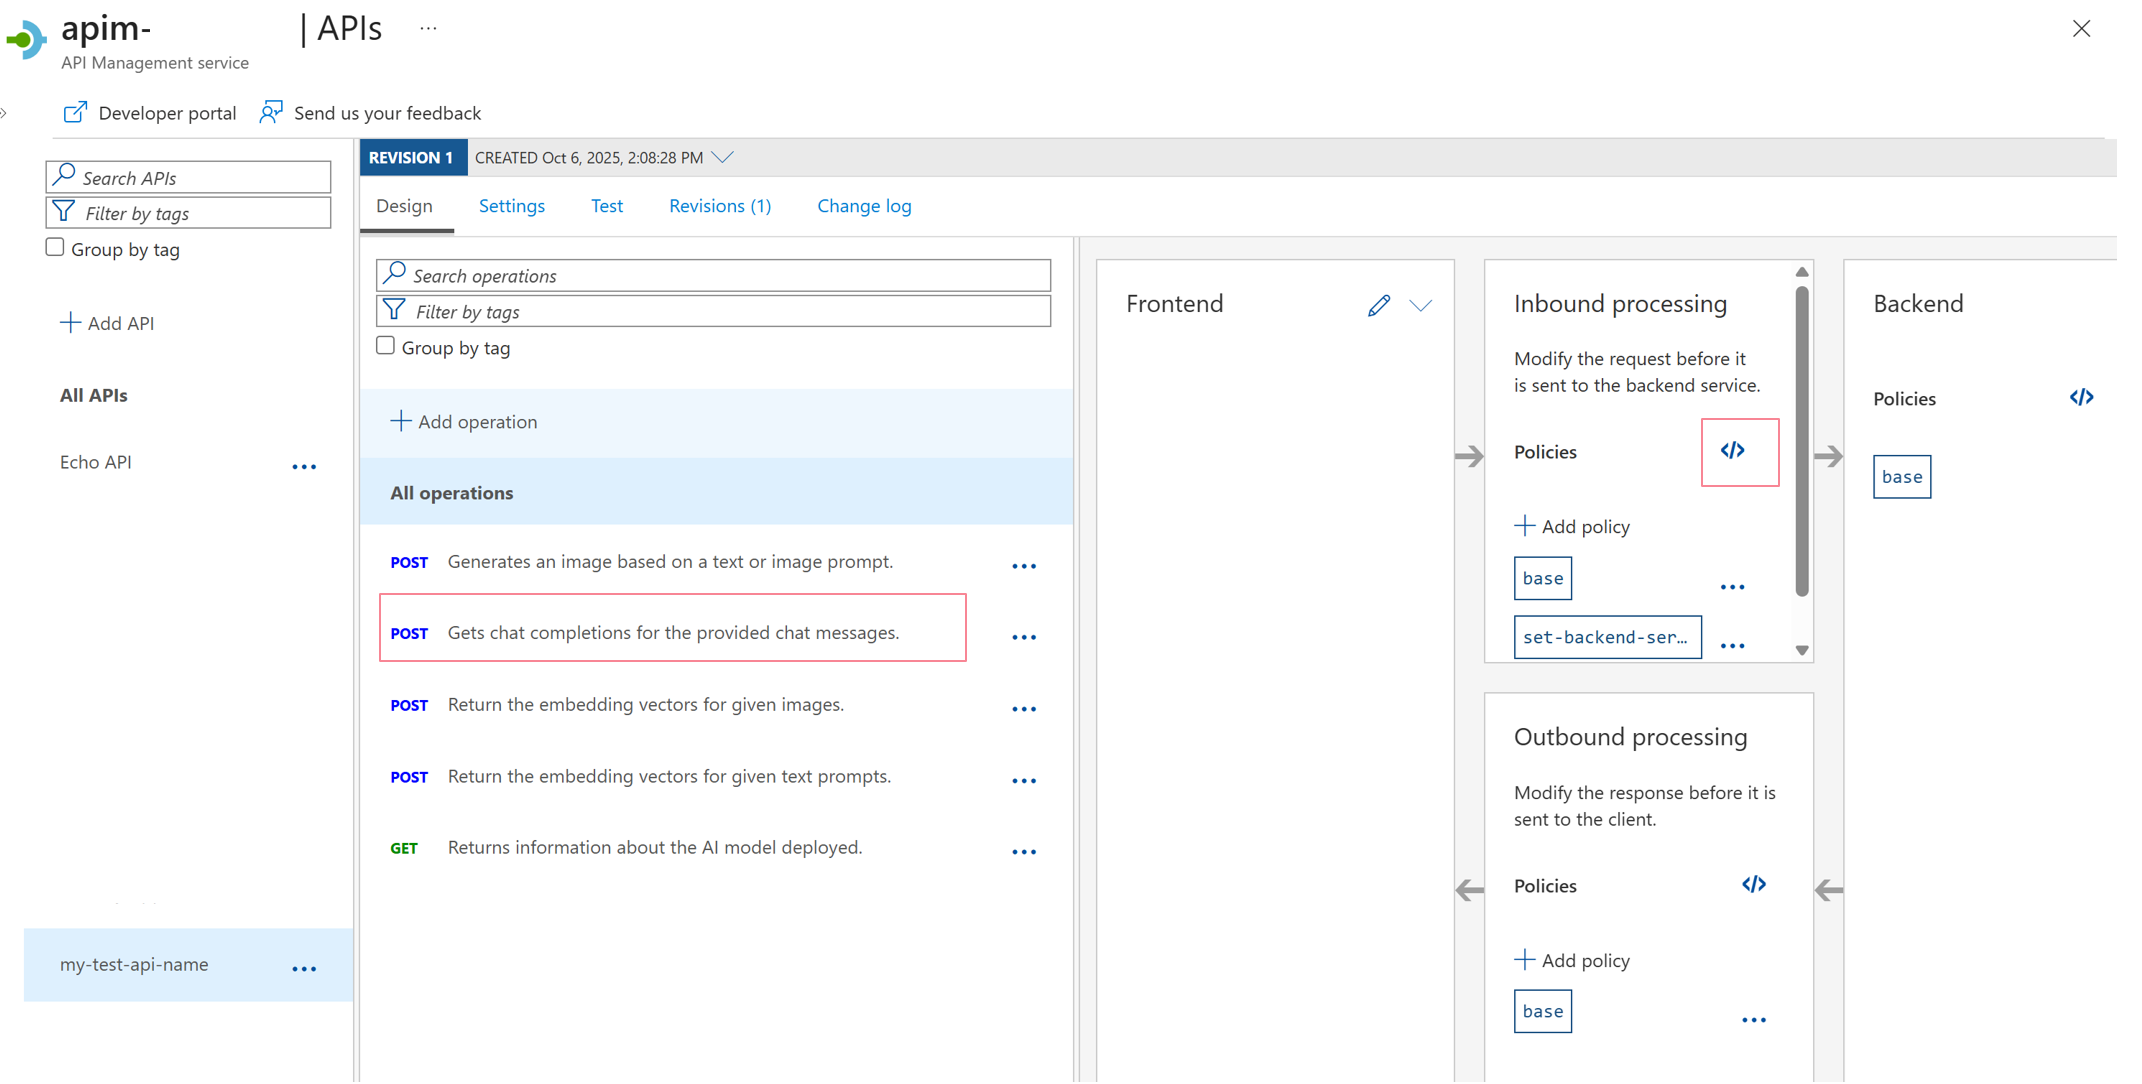 apim- | APIs ...
API Management service
Developer portal
Send us your feedback
Search APIs
Filter by tags
Group by tag
Add API
All APIs
Echo API
my-test-api-name
REVISION 1 CREATED Oct 6, 2025, 2:08:28 PM
Design Settings Test Revisions (1) Change log
Search operations
Filter by tags
Group by tag
Add operation
All operations
POST Generates an image based on a text or image prompt.
POST Gets chat completions for the provided chat messages.
POST Return the embedding vectors for given images.
POST Return the embedding vectors for given text prompts.
GET Returns information about the AI model deployed.
Frontend
Inbound processing
Modify the request before it
is sent to the backend service.
Policies </>
Add policy
base
set-backend-ser...
Outbound processing
Modify the response before it is
sent to the client.
Policies </>
Add policy
base
Backend
Policies </>
base